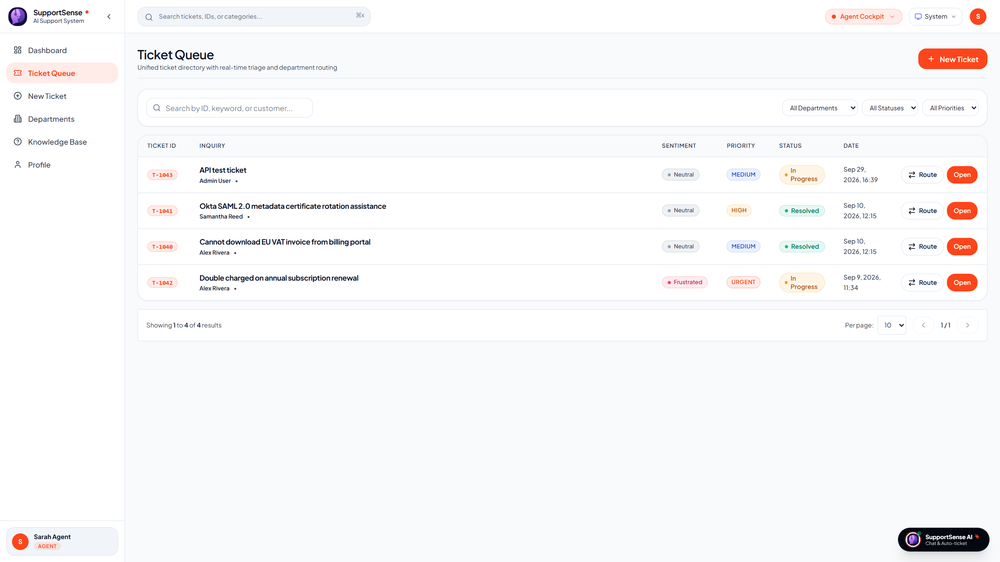 SupportSense
AI Support System
Search tickets, IDs, or categories...
⌘K
Agent Cockpit
System
S
Dashboard
Ticket Queue
New Ticket
Departments
Knowledge Base
Profile
Ticket Queue
Unified ticket directory with real-time triage and department routing
+ New Ticket
Search by ID, keyword, or customer...
All Departments
All Statuses
All Priorities
TICKET ID INQUIRY SENTIMENT PRIORITY STATUS DATE
T-1043
API test ticket
Admin User •
Neutral
MEDIUM
In
Progress
Sep 29,
2026, 16:39
Route
Open
T-1041
Okta SAML 2.0 metadata certificate rotation assistance
Samantha Reed •
Neutral
HIGH
Resolved
Sep 10,
2026, 12:15
Route
Open
T-1040
Cannot download EU VAT invoice from billing portal
Alex Rivera •
Neutral
MEDIUM
Resolved
Sep 10,
2026, 12:15
Route
Open
T-1042
Double charged on annual subscription renewal
Alex Rivera •
Frustrated
URGENT
In
Progress
Sep 9, 2026,
11:34
Route
Open
Showing 1 to 4 of 4 results
Per page: 10
1 / 1
S
Sarah Agent
AGENT
SupportSense AI
Chat & Auto-ticket